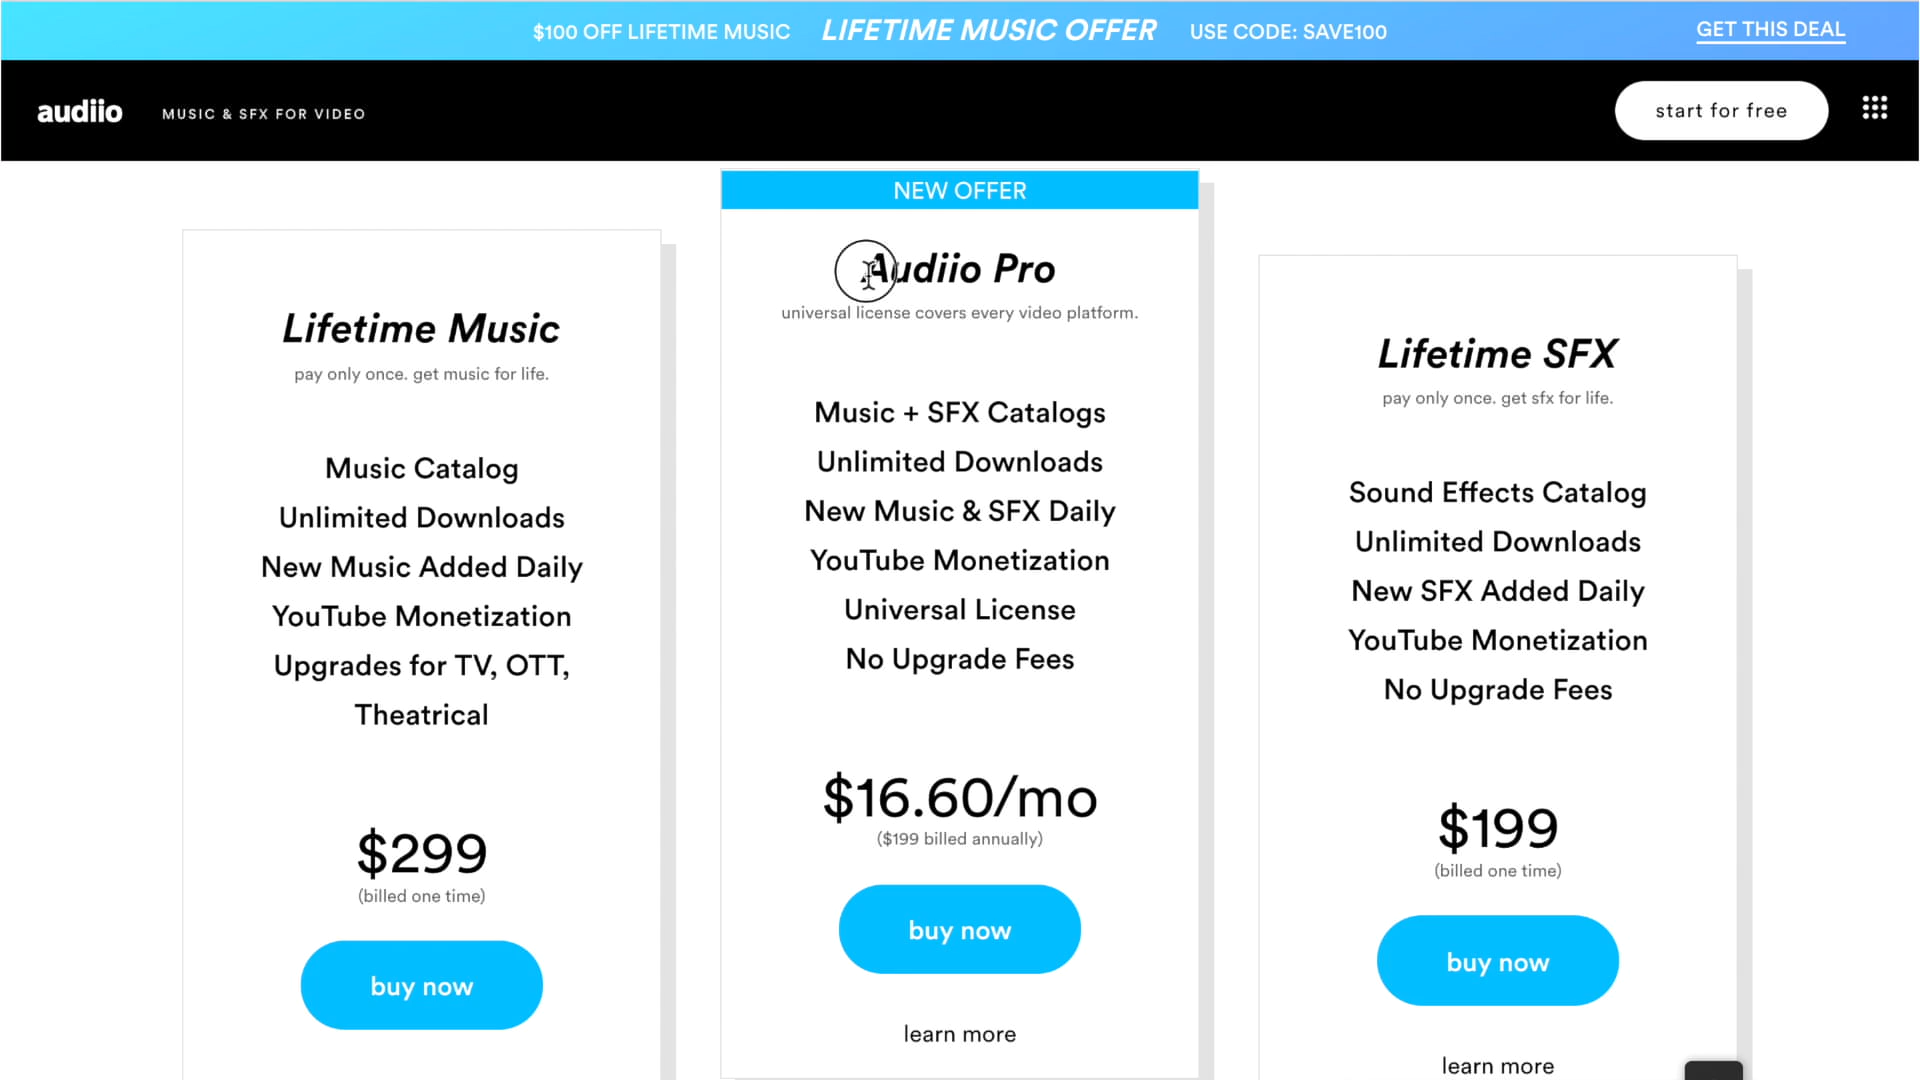 $100 OFF LIFETIME MUSIC LIFETIME MUSIC OFFER USE CODE: SAVE100 GET THIS DEAL
audiio MUSIC & SFX FOR VIDEO start for free
Lifetime Music
pay only once. get music for life.
Music Catalog
Unlimited Downloads
New Music Added Daily
YouTube Monetization
Upgrades for TV, OTT,
Theatrical
$299
(billed one time)
buy now
NEW OFFER
Audiio Pro
universal license covers every video platform.
Music + SFX Catalogs
Unlimited Downloads
New Music & SFX Daily
YouTube Monetization
Universal License
No Upgrade Fees
$16.60/mo
($199 billed annually)
buy now
learn more
Lifetime SFX
pay only once. get sfx for life.
Sound Effects Catalog
Unlimited Downloads
New SFX Added Daily
YouTube Monetization
No Upgrade Fees
$199
(billed one time)
buy now
learn more